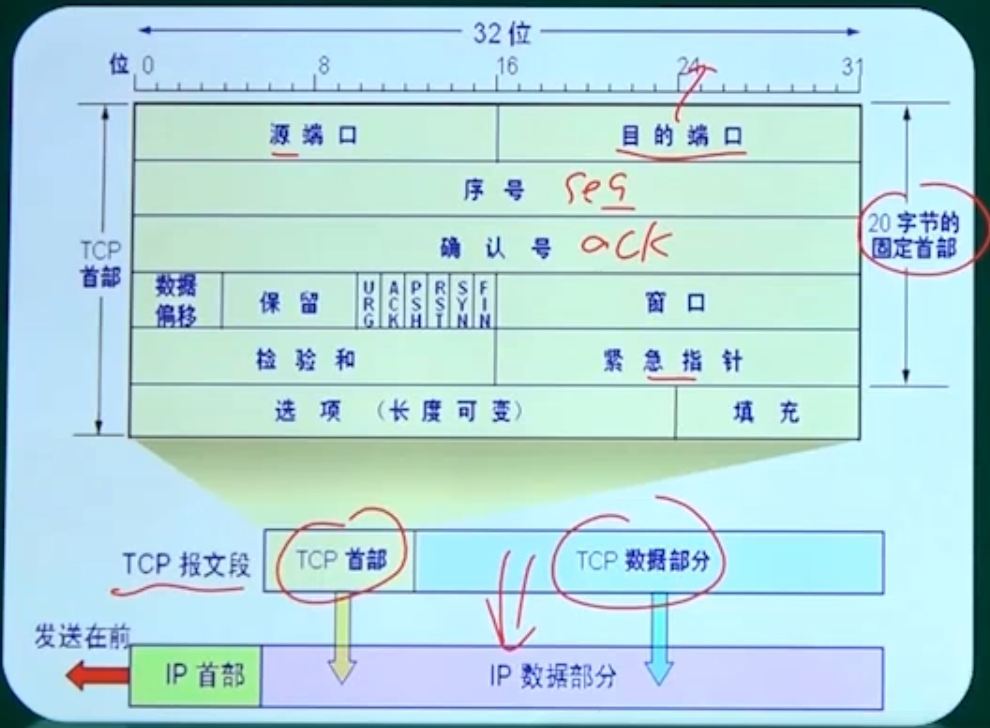 32 位
位 0 8 16 24 31
源 端 口 目 的 端 口
序 号 seq
确 认 号 ack
TCP 首部
20 字节的
固定首部
数据偏移 保 留 URG ACK PSH RST SYN FIN 窗 口
检 验 和 紧 急 指 针
选 项 (长 度 可 变) 填 充
TCP 报文段 TCP 首部 TCP 数据部分
发送在前
IP 首部 IP 数据部分